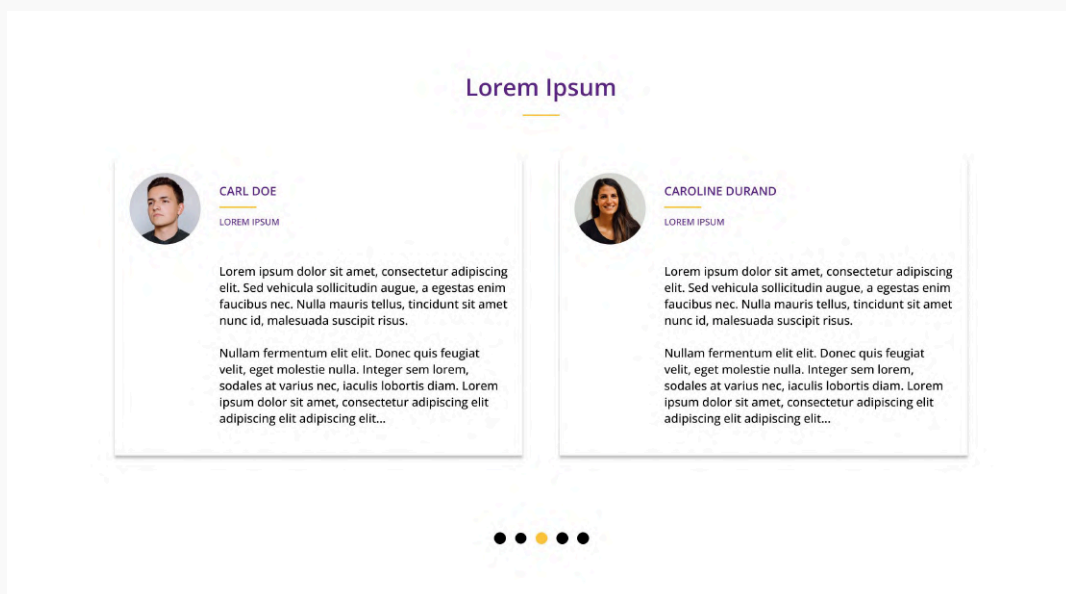 Lorem Ipsum
CARL DOE
LOREM IPSUM
Lorem ipsum dolor sit amet, consectetur adipiscing
elit. Sed vehicula sollicitudin augue, a egestas enim
faucibus nec. Nulla mauris tellus, tincidunt sit amet
nunc id, malesuada suscipit risus.
Nullam fermentum elit elit. Donec quis feugiat
velit, eget molestie nulla. Integer sem lorem,
sodales at varius nec, iaculis lobortis diam. Lorem
ipsum dolor sit amet, consectetur adipiscing elit
adipiscing elit adipiscing elit...
CAROLINE DURAND
LOREM IPSUM
Lorem ipsum dolor sit amet, consectetur adipiscing
elit. Sed vehicula sollicitudin augue, a egestas enim
faucibus nec. Nulla mauris tellus, tincidunt sit amet
nunc id, malesuada suscipit risus.
Nullam fermentum elit elit. Donec quis feugiat
velit, eget molestie nulla. Integer sem lorem,
sodales at varius nec, iaculis lobortis diam. Lorem
ipsum dolor sit amet, consectetur adipiscing elit
adipiscing elit adipiscing elit...